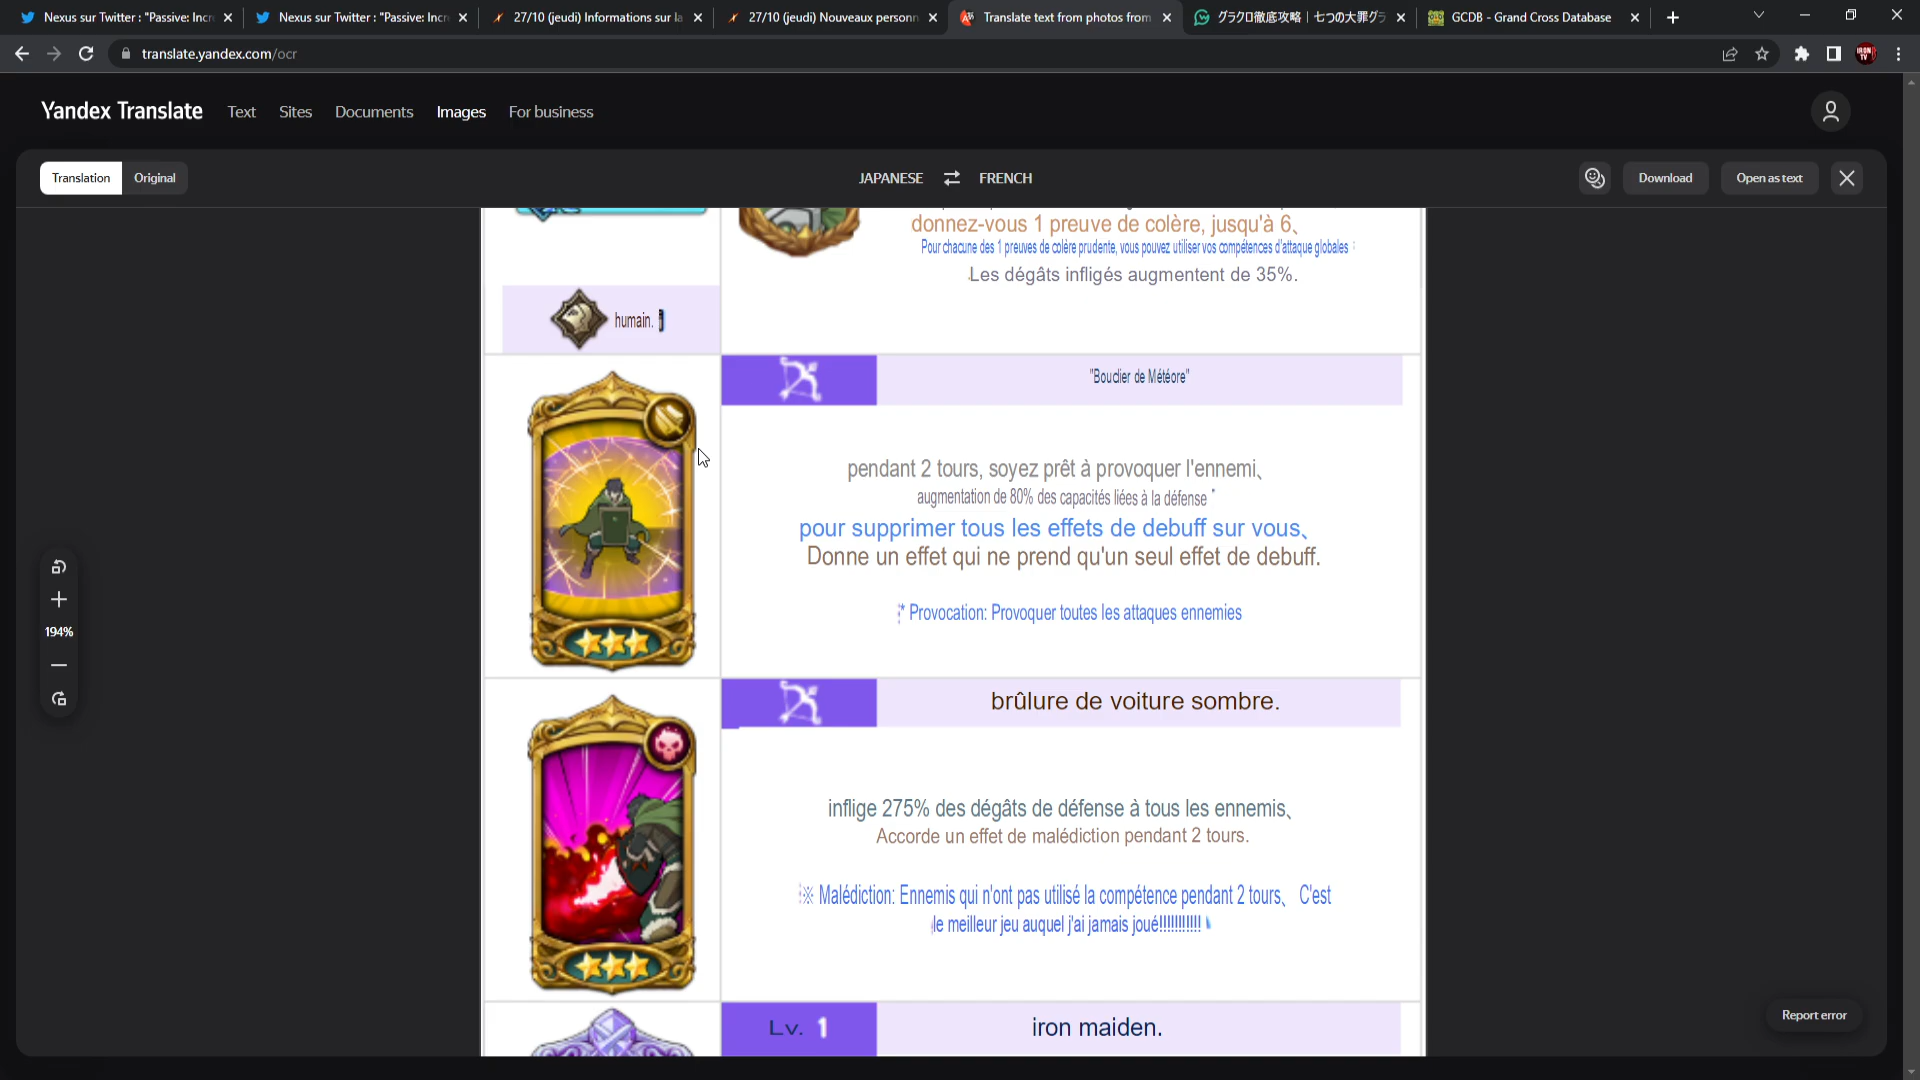 Nexus sur Twitter : "Passive: Incr
Nexus sur Twitter : "Passive: Incr
27/10 (jeudi) Informations sur la
27/10 (jeudi) Nouveaux personn
Translate text from photos from
グラクロ徹底攻略｜七つの大罪グラ
GCDB - Grand Cross Database
translate.yandex.com/ocr
Yandex Translate
Text
Sites
Documents
Images
For business
Translation
Original
JAPANESE
FRENCH
Download
Open as text
donnez-vous 1 preuve de colère, jusqu'à 6、
Pour chacune des 1 preuves de colère prudente, vous pouvez utiliser vos compétences d'attaque globales
Les dégâts infligés augmentent de 35%.
humain.
"Bouclier de Météore"
pendant 2 tours, soyez prêt à provoquer l'ennemi、
augmentation de 80% des capacités liées à la défense
pour supprimer tous les effets de debuff sur vous、
Donne un effet qui ne prend qu'un seul effet de debuff.
* Provocation: Provoquer toutes les attaques ennemies
194%
brûlure de voiture sombre.
inflige 275% des dégâts de défense à tous les ennemis、
Accorde un effet de malédiction pendant 2 tours.
※ Malédiction: Ennemis qui n'ont pas utilisé la compétence pendant 2 tours、 C'est
le meilleur jeu auquel j'ai jamais joué!!!!!!!!!!!
Report error
Lv. 1
iron maiden.